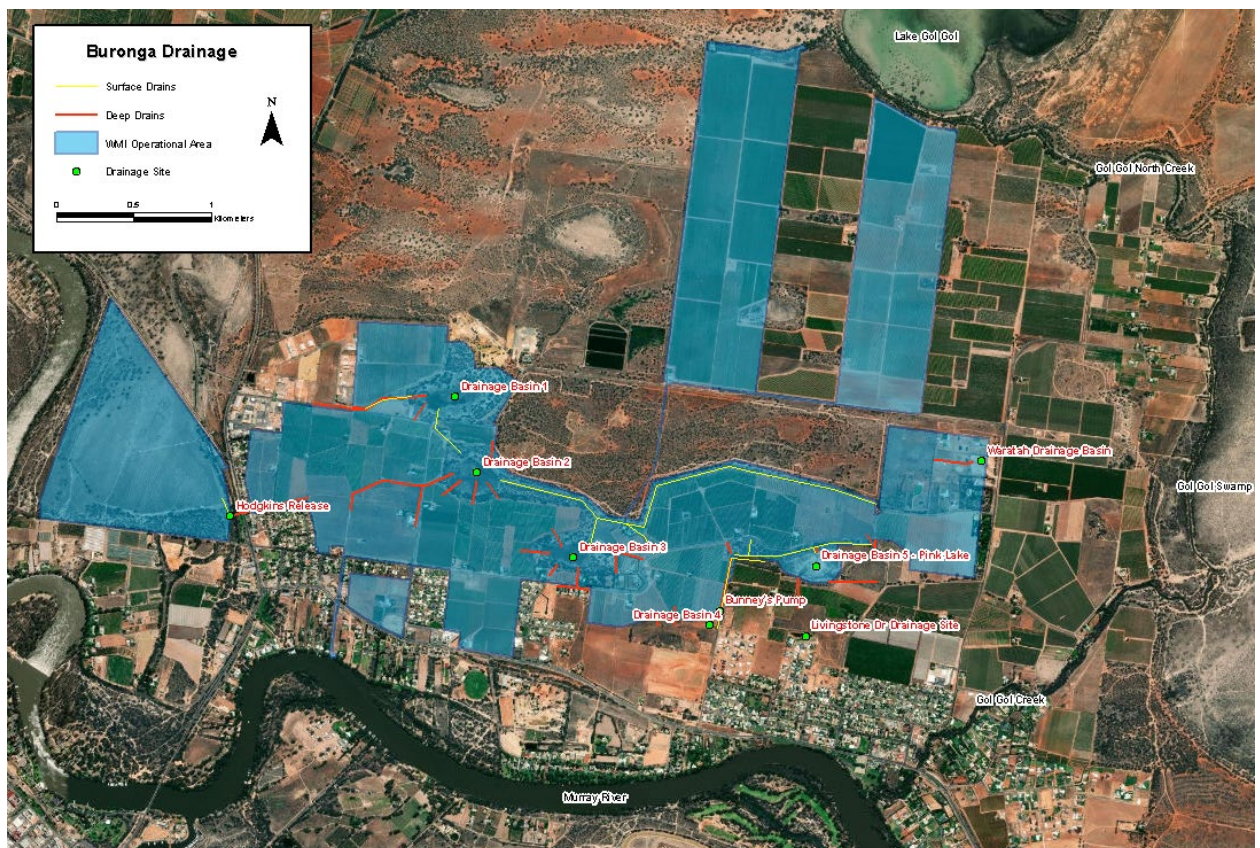 Buronga Drainage
Surface Drains
Deep Drains
WMI Operational Area
Drainage Site
N
0 0.5 1
Kilometers
Lake Gol Gol
Gol Gol North Creek
Drainage Basin 1
Waratah Drainage Basin
Drainage Basin 2
Gol Gol Swamp
Hodgkins Release
Drainage Basin 3
Drainage Basin 5 - Pink Lake
Bunney's Pump
Drainage Basin 4
Livingstone Dr Drainage Site
Gol Gol Creek
Murray River